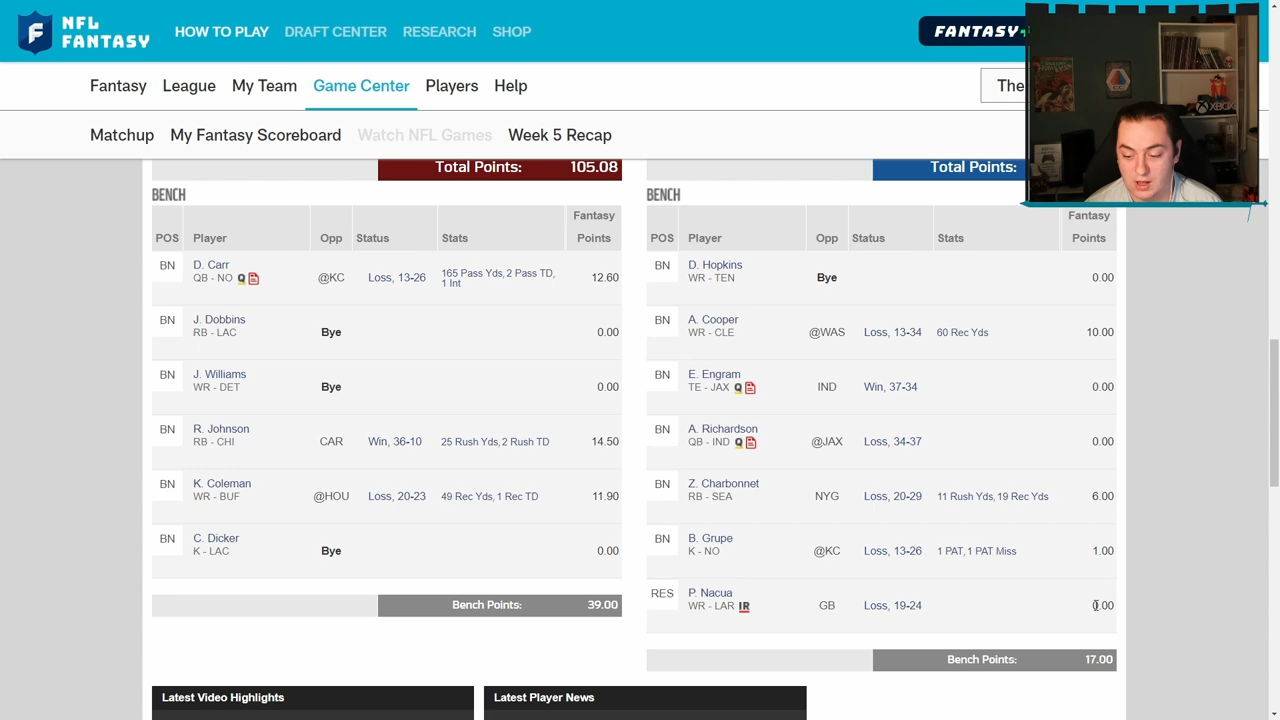 NFL
FANTASY
HOW TO PLAY DRAFT CENTER RESEARCH SHOP
FANTASY+
Fantasy League My Team Game Center Players Help
The
Matchup My Fantasy Scoreboard Watch NFL Games Week 5 Recap
XBOX
Total Points: 105.08
Total Points:
BENCH
POS Player Opp Status Stats Fantasy Points
BN D. Carr @KC Loss, 13-26 165 Pass Yds, 2 Pass TD, 12.60
QB - NO Q 1 Int
BN J. Dobbins Bye 0.00
RB - LAC
BN J. Williams Bye 0.00
WR - DET
BN R. Johnson CAR Win, 36-10 25 Rush Yds, 2 Rush TD 14.50
RB - CHI
BN K. Coleman @HOU Loss, 20-23 49 Rec Yds, 1 Rec TD 11.90
WR - BUF
BN C. Dicker Bye 0.00
K - LAC
Bench Points: 39.00
BENCH
POS Player Opp Status Stats Fantasy Points
BN D. Hopkins Bye 0.00
WR - TEN
BN A. Cooper @WAS Loss, 13-34 60 Rec Yds 10.00
WR - CLE
BN E. Engram IND Win, 37-34 0.00
TE - JAX Q
BN A. Richardson @JAX Loss, 34-37 0.00
QB - IND Q
BN Z. Charbonnet NYG Loss, 20-29 11 Rush Yds, 19 Rec Yds 6.00
RB - SEA
BN B. Grupe @KC Loss, 13-26 1 PAT, 1 PAT Miss 1.00
K - NO
RES P. Nacua GB Loss, 19-24 0.00
WR - LAR IR
Bench Points: 17.00
Latest Video Highlights
Latest Player News